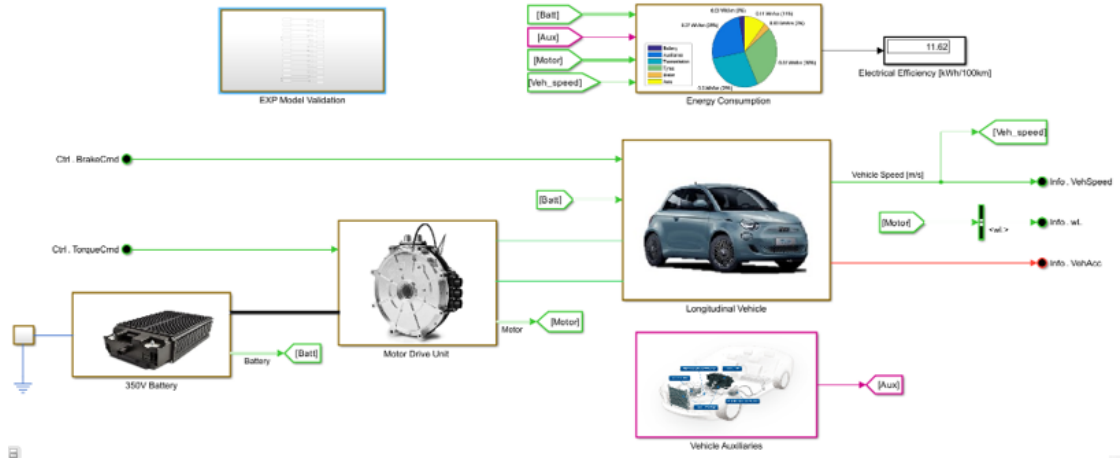 [Batt]
[Aux]
[Motor]
[Veh_speed]
Battery
Auxiliaries
Transmission
Tyres
11.62
Electrical Efficiency [kWh/100km]
Energy Consumption
EXP Model Validation
[Veh_speed]
Ctrl . BrakeCmd
Vehicle Speed [m/s]
Info . VehSpeed
[Batt]
[Motor]
<wL>
Info . wL
Ctrl . TorqueCmd
Info . VehAcc
Longitudinal Vehicle
[Motor]
Motor
Motor Drive Unit
Battery
[Batt]
350V Battery
[Aux]
Vehicle Auxiliaries